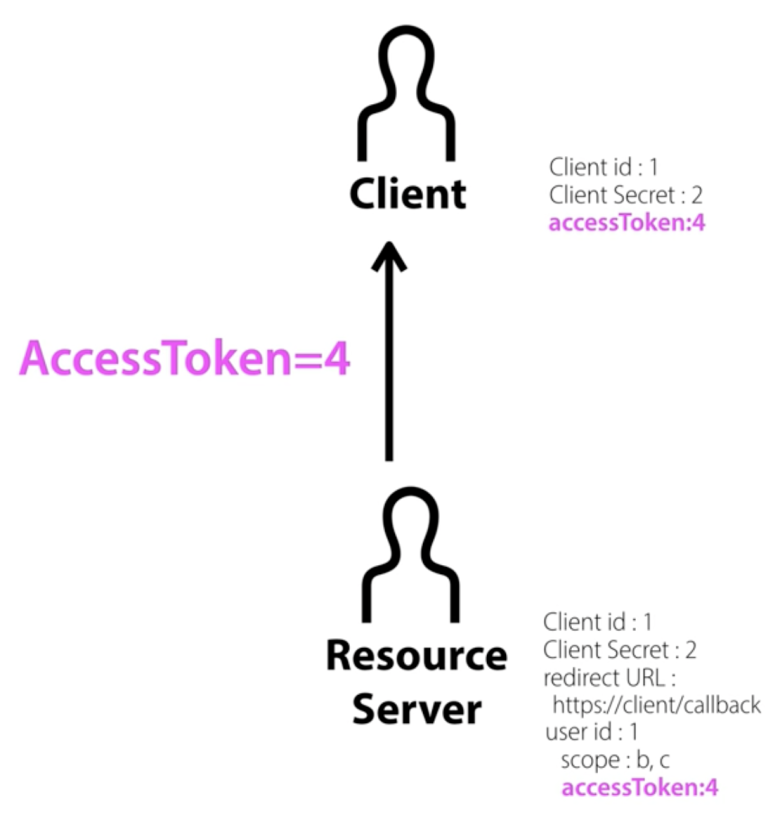 Client
Client id : 1
Client Secret : 2
accessToken:4
AccessToken=4
Resource
Server
Client id : 1
Client Secret : 2
redirect URL :
https://client/callback
user id : 1
scope : b, c
accessToken:4